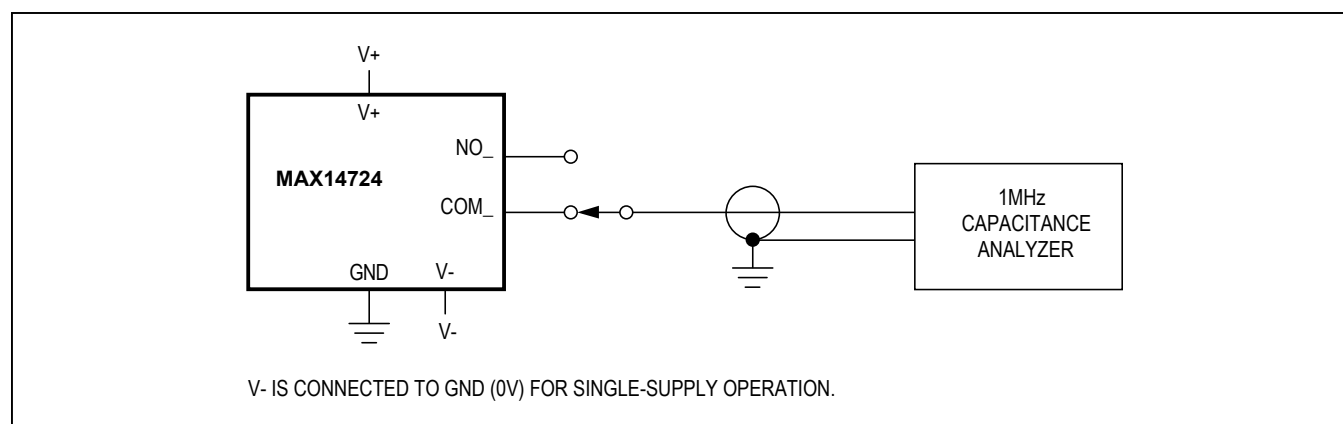 V+
V+
NO_
MAX14724
COM_
1MHz
CAPACITANCE
ANALYZER
GND
V-
V-
V- IS CONNECTED TO GND (0V) FOR SINGLE-SUPPLY OPERATION.